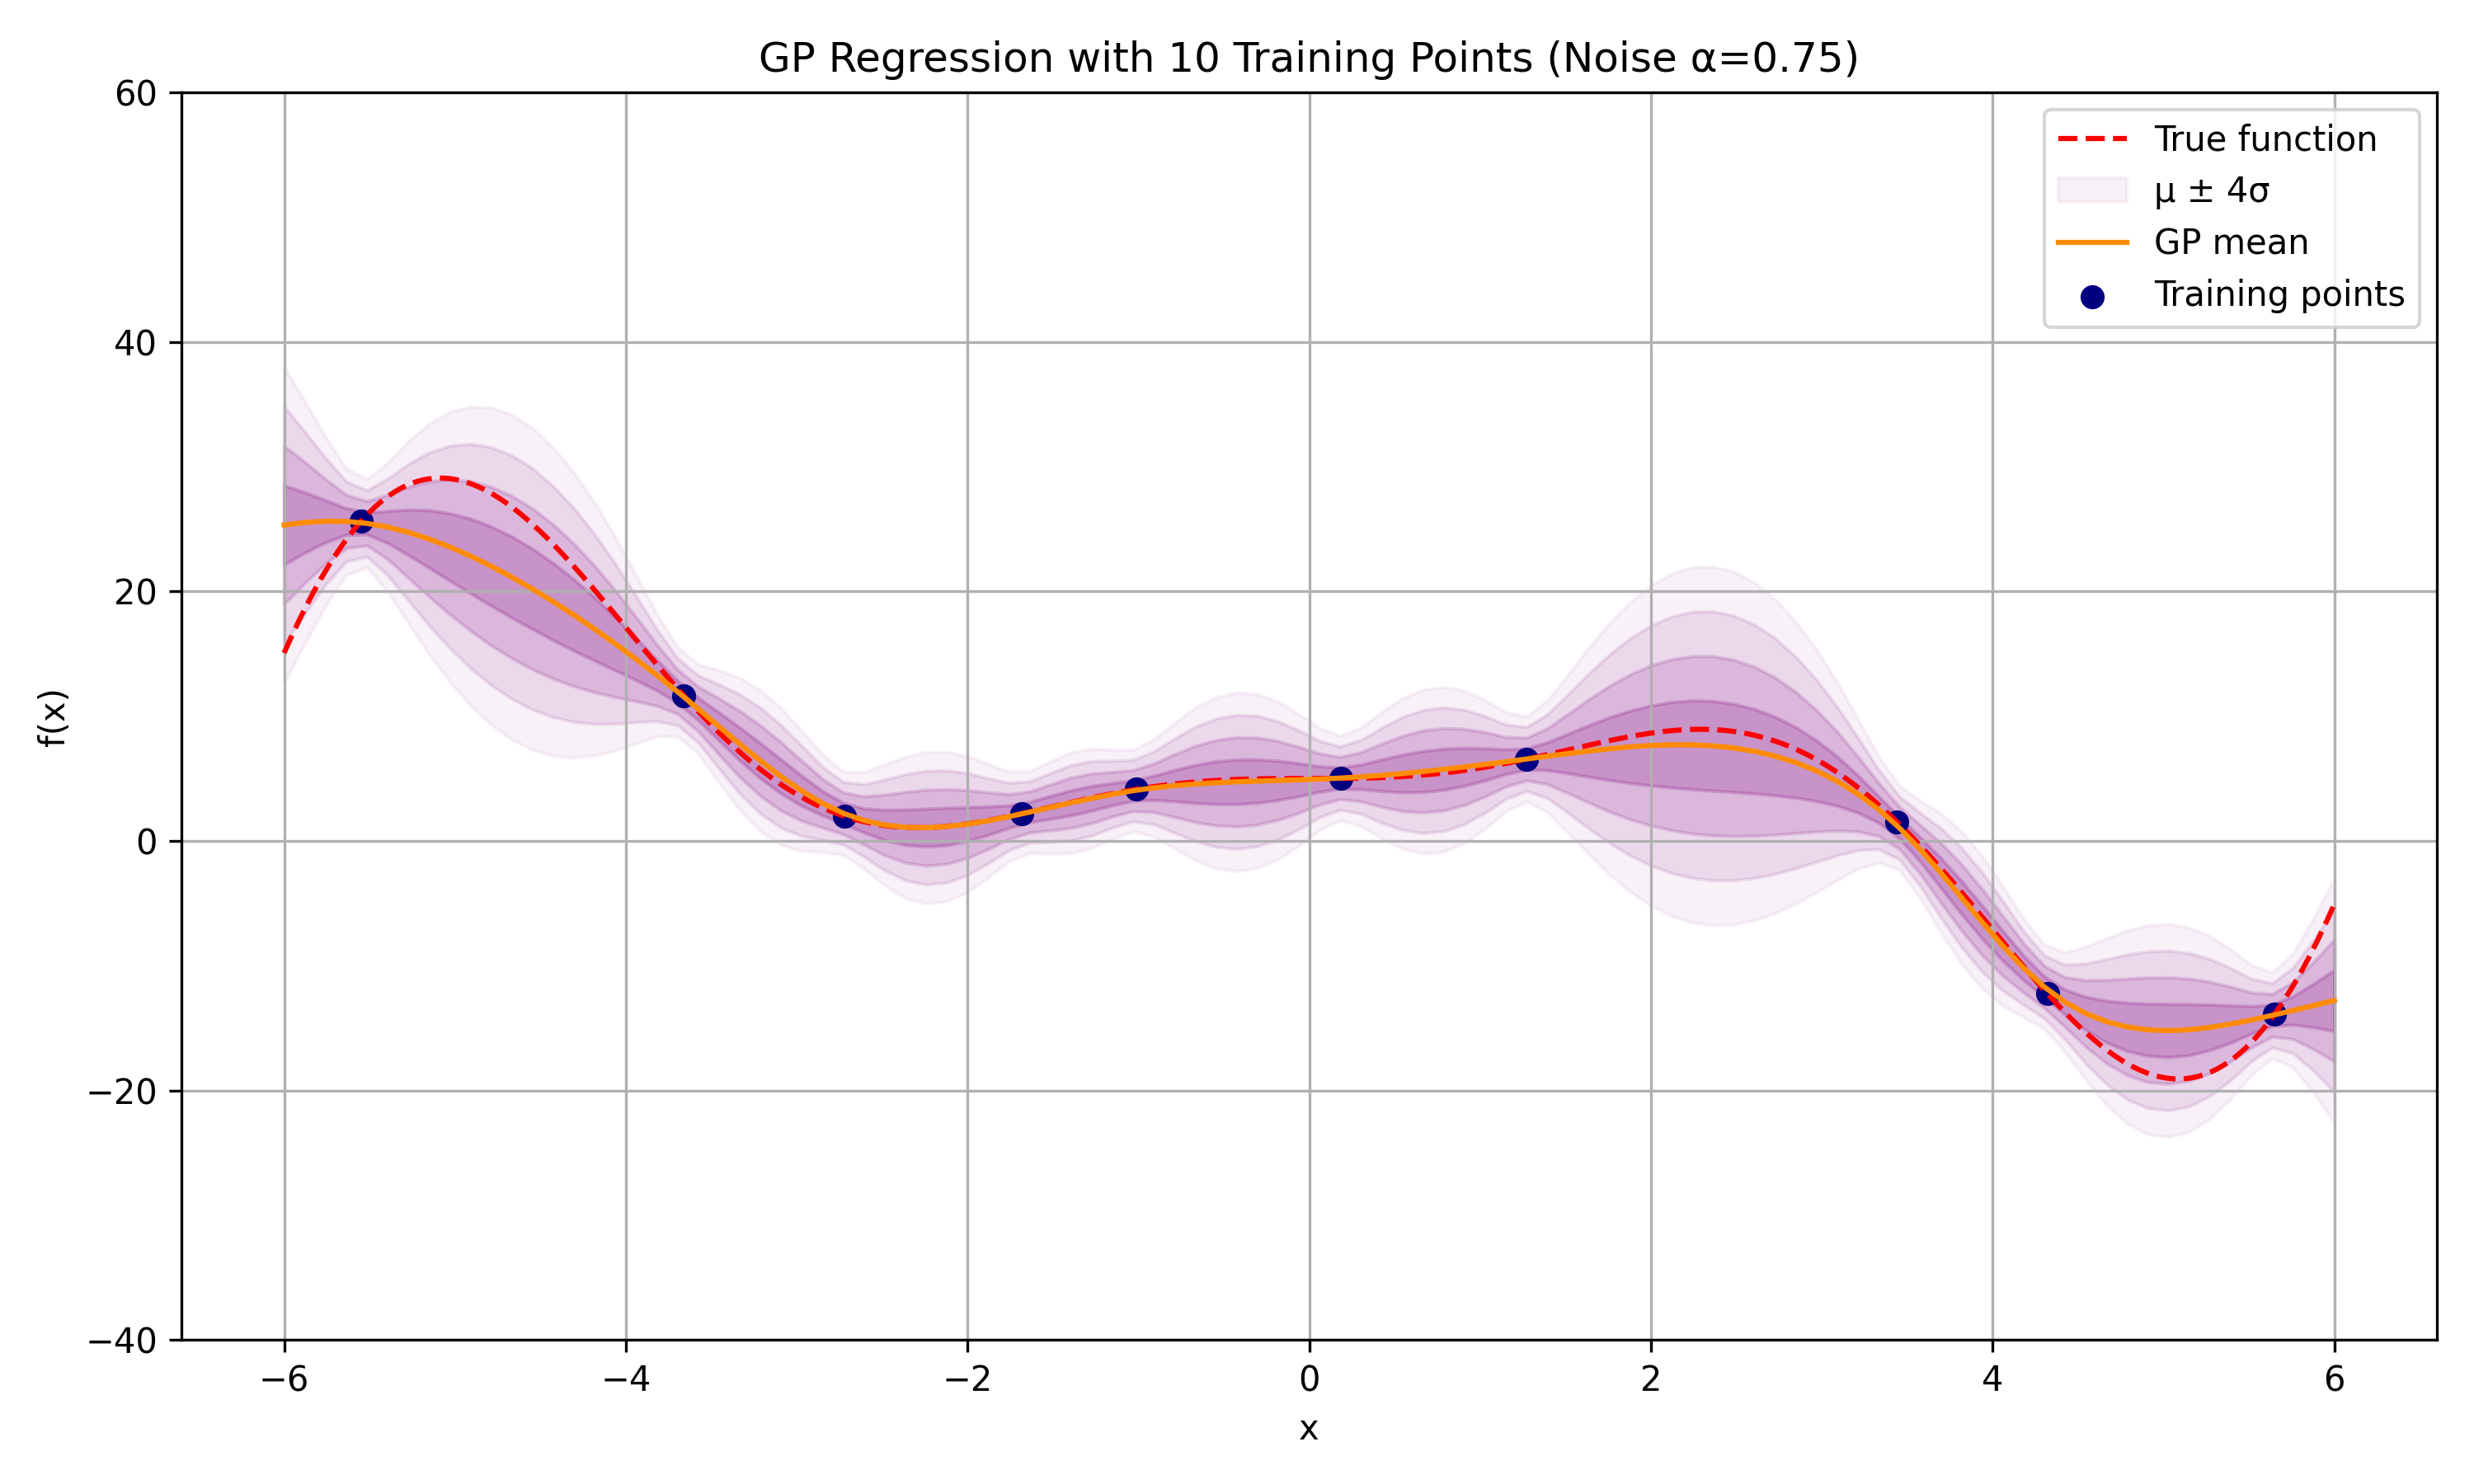 GP Regression with 10 Training Points (Noise α=0.75)
True function
μ ± 4σ
GP mean
Training points
60
40
20
0
−20
−40
f(x)
−6 −4 −2 0 2 4 6
x